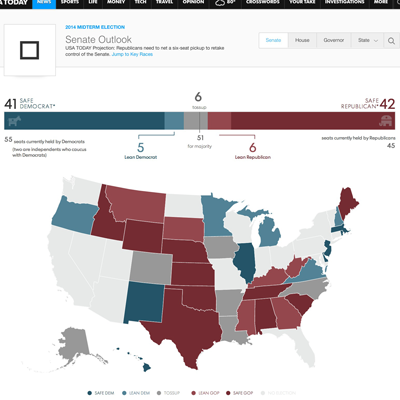 A TODAY NEWS SPORTS LIFE MONEY TECH TRAVEL OPINION 80° CROSSWORDS YOUR TAKE INVESTIGATIONS MORE
2014 MIDTERM ELECTION
Senate Outlook
USA TODAY Projection: Republicans need to net a six-seat pickup to retake
control of the Senate. Jump to Key Races
Senate House Governor State
41 SAFE DEMOCRAT*
6 tossup
SAFE REPUBLICAN* 42
55 seats currently held by Democrats
(two are independents who caucus
with Democrats)
5
Lean Democrat
51
for majority
6
Lean Republican
seats currently held by Republicans
45
SAFE DEM LEAN DEM TOSSUP LEAN GOP SAFE GOP